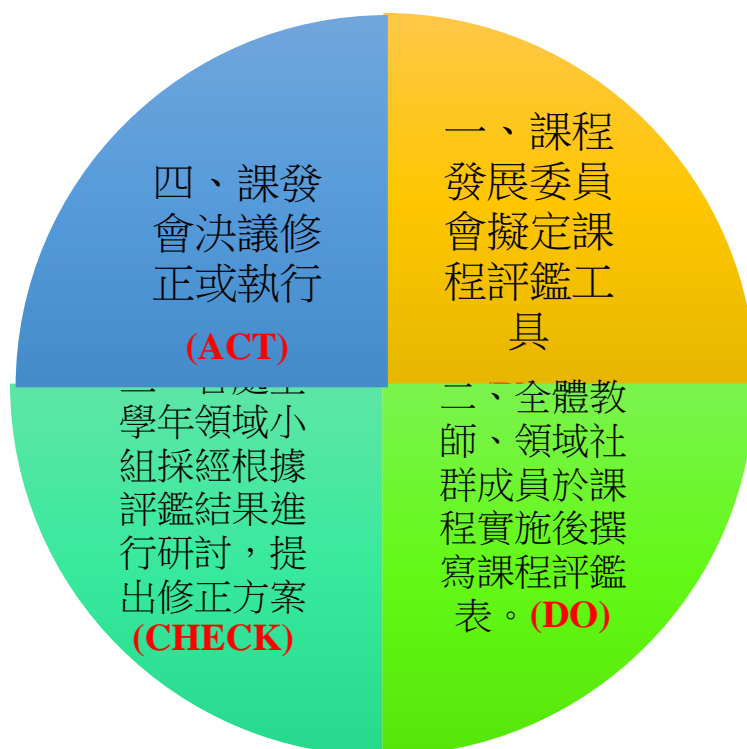 一、課程
發展委員
會擬定課
程評鑑工
具
二、全體教
師、領域社
群成員於課
程實施後撰
寫課程評鑑
表。(DO)
學年領域小
組採經根據
評鑑結果進
行研討，提
出修正方案
(CHECK)
四、課發
會決議修
正或執行
(ACT)